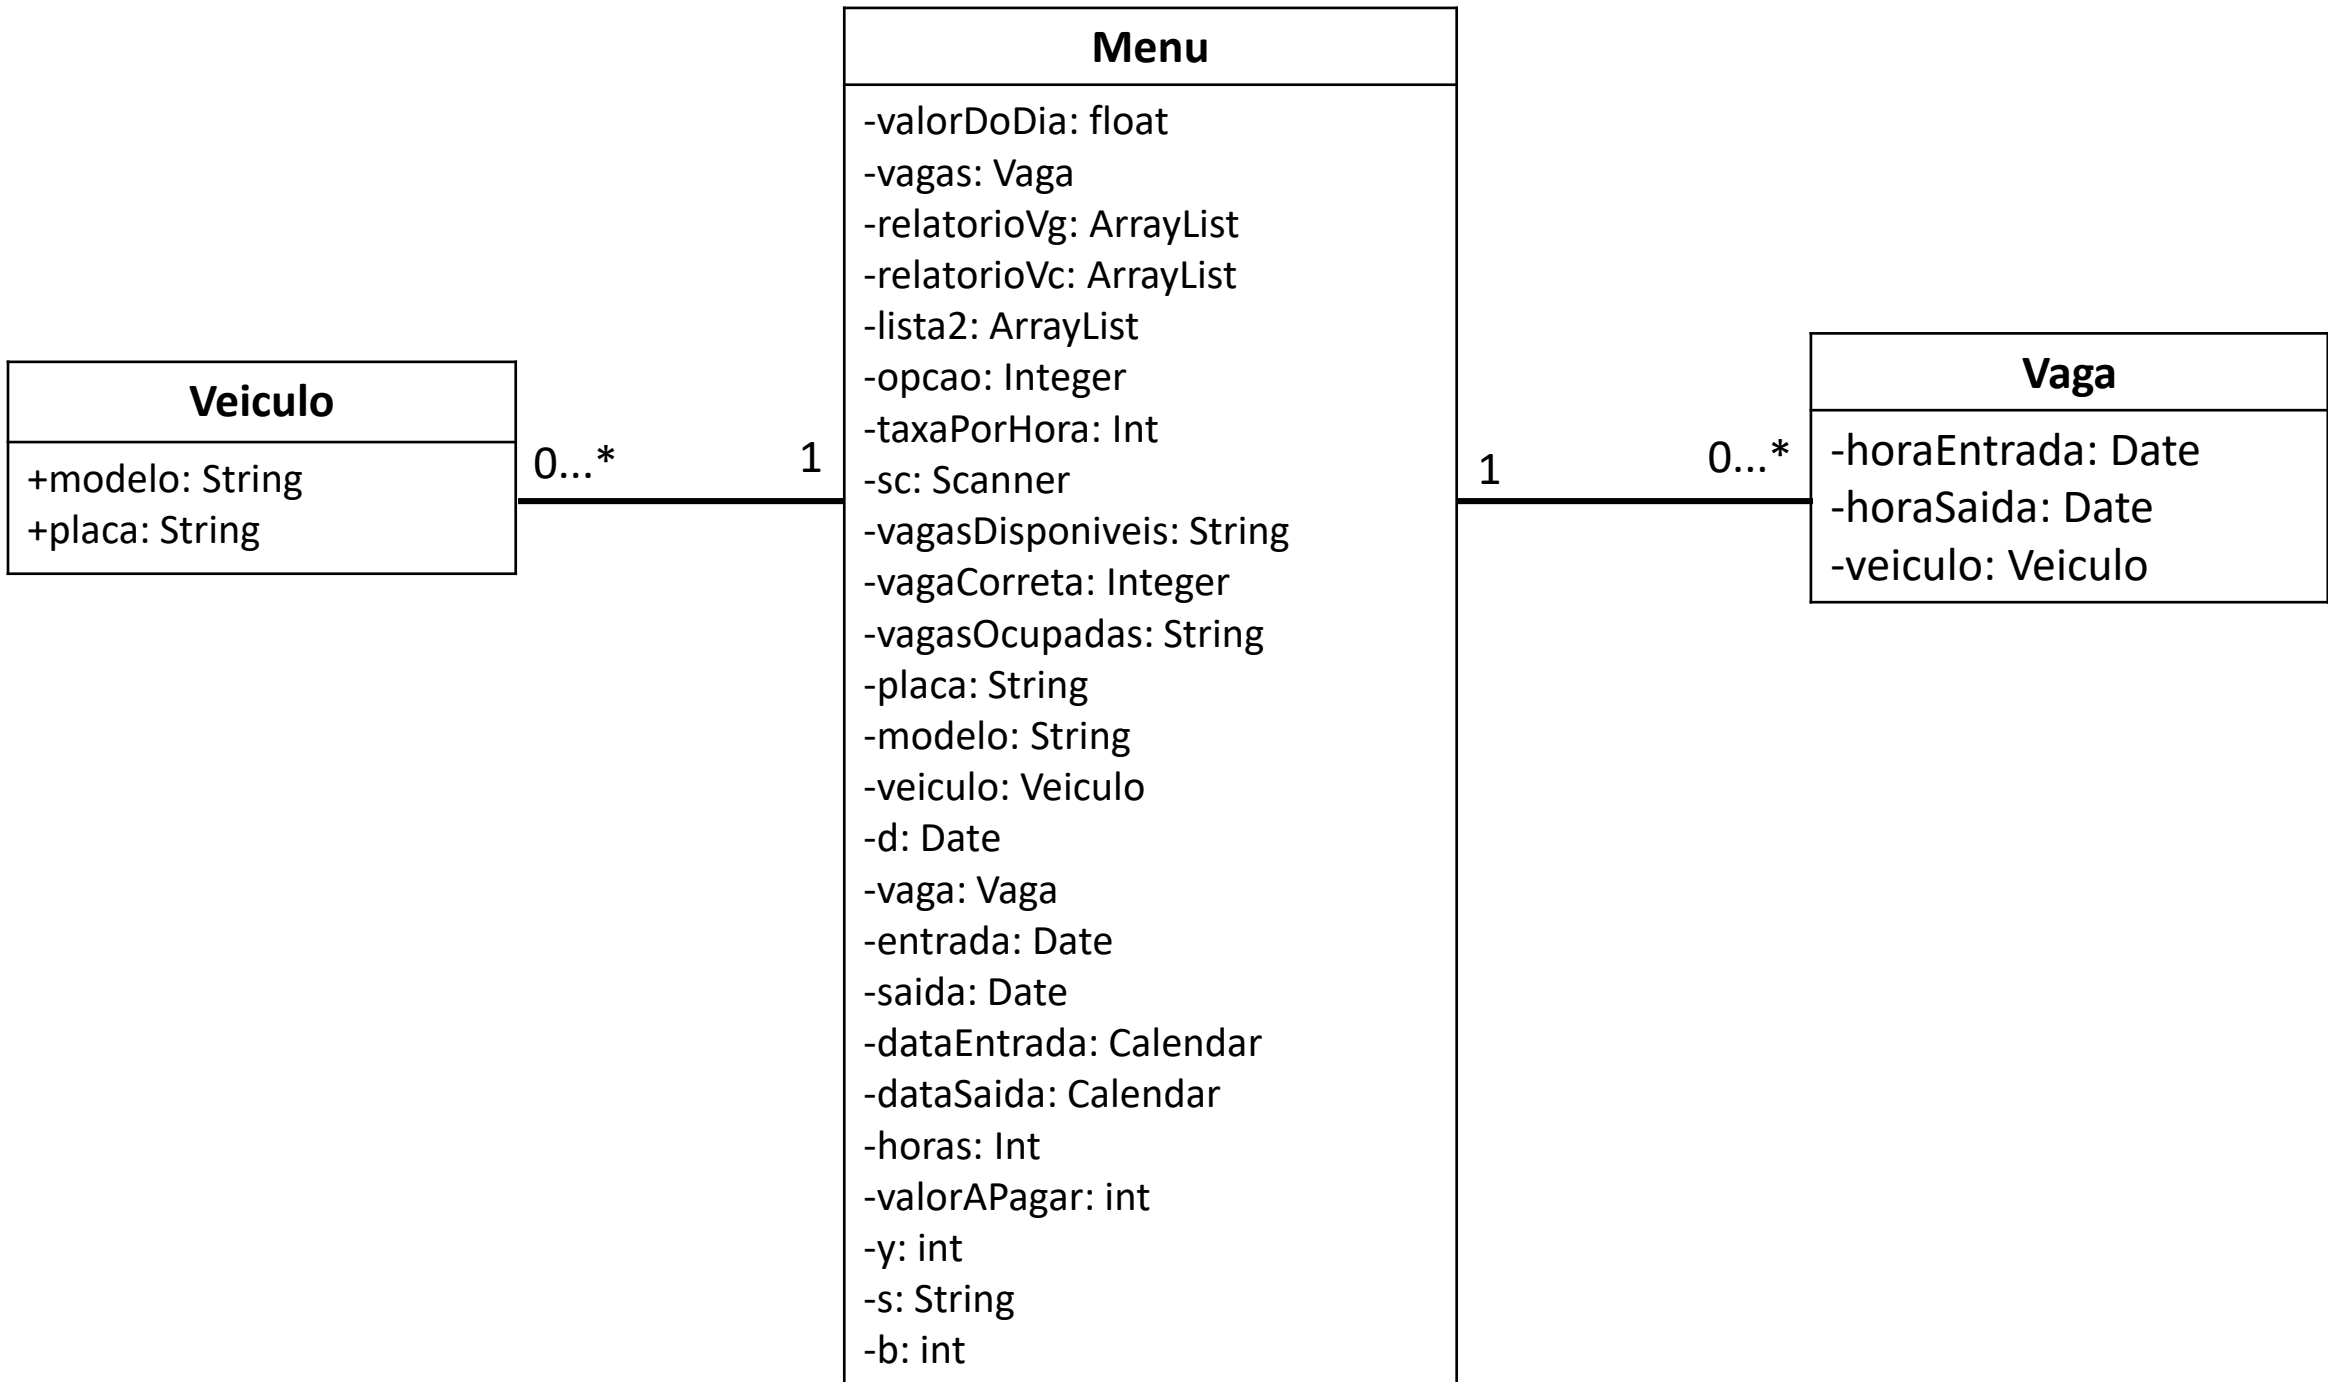 Veiculo
+modelo: String
+placa: String
0...*
1
Menu
-valorDoDia: float
-vagas: Vaga
-relatorioVg: ArrayList
-relatorioVc: ArrayList
-lista2: ArrayList
-opcao: Integer
-taxaPorHora: Int
-sc: Scanner
-vagasDisponiveis: String
-vagaCorreta: Integer
-vagasOcupadas: String
-placa: String
-modelo: String
-veiculo: Veiculo
-d: Date
-vaga: Vaga
-entrada: Date
-saida: Date
-dataEntrada: Calendar
-dataSaida: Calendar
-horas: Int
-valorAPagar: int
-y: int
-s: String
-b: int
1
0...*
Vaga
-horaEntrada: Date
-horaSaida: Date
-veiculo: Veiculo